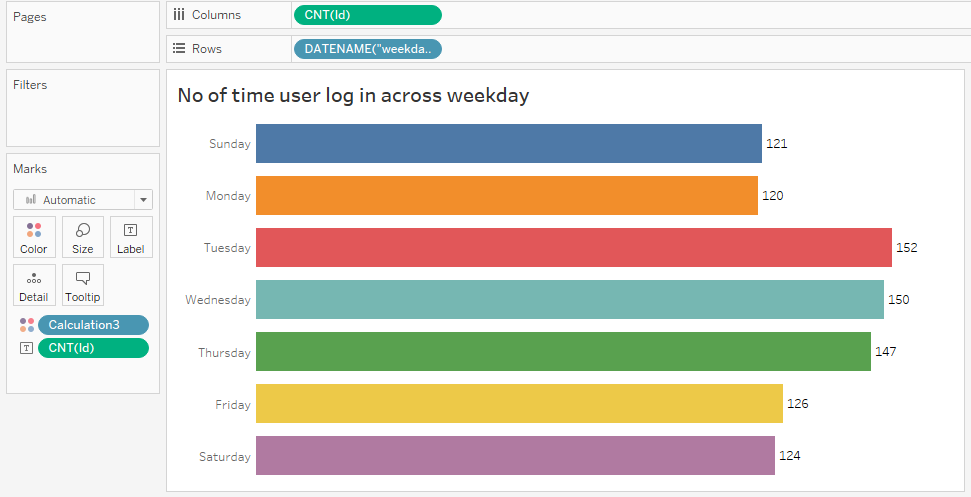 Pages
Columns
CNT(Id)
Rows
DATENAME("weekda..
Filters
No of time user log in across weekday
Sunday 121
Monday 120
Tuesday 152
Wednesday 150
Thursday 147
Friday 126
Saturday 124
Marks
Automatic
Color Size Label
Detail Tooltip
Calculation3
CNT(Id)